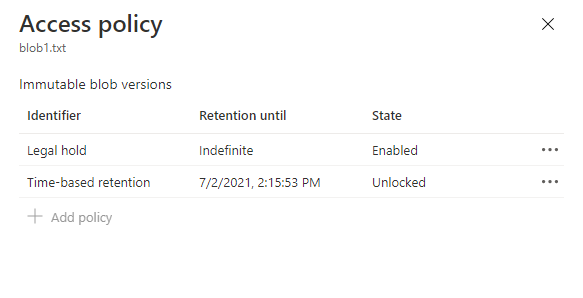 Access policy
blob1.txt
Immutable blob versions
Identifier Retention until State
Legal hold Indefinite Enabled
Time-based retention 7/2/2021, 2:15:53 PM Unlocked
Add policy